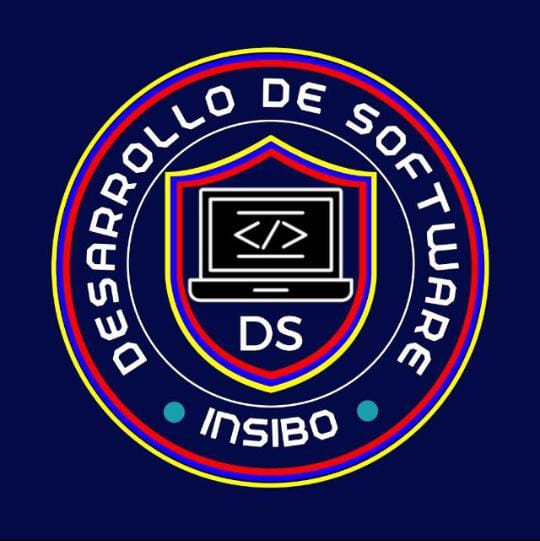 DESARROLLO DE SOFTWARE
</>
DS
INSIBO